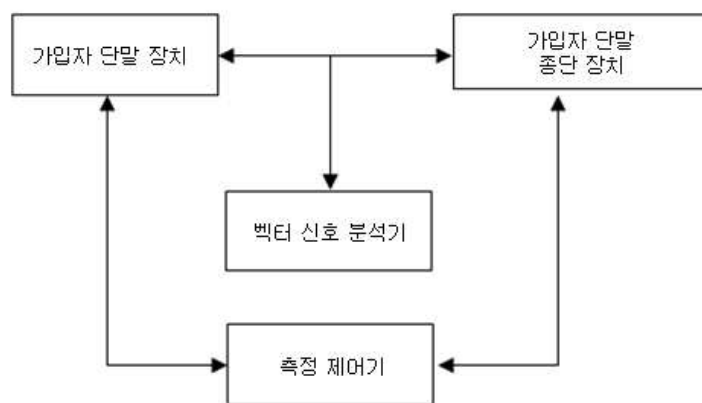 가입자 단말 장치
가입자 단말
종단 장치
벡터 신호 분석기
측정 제어기